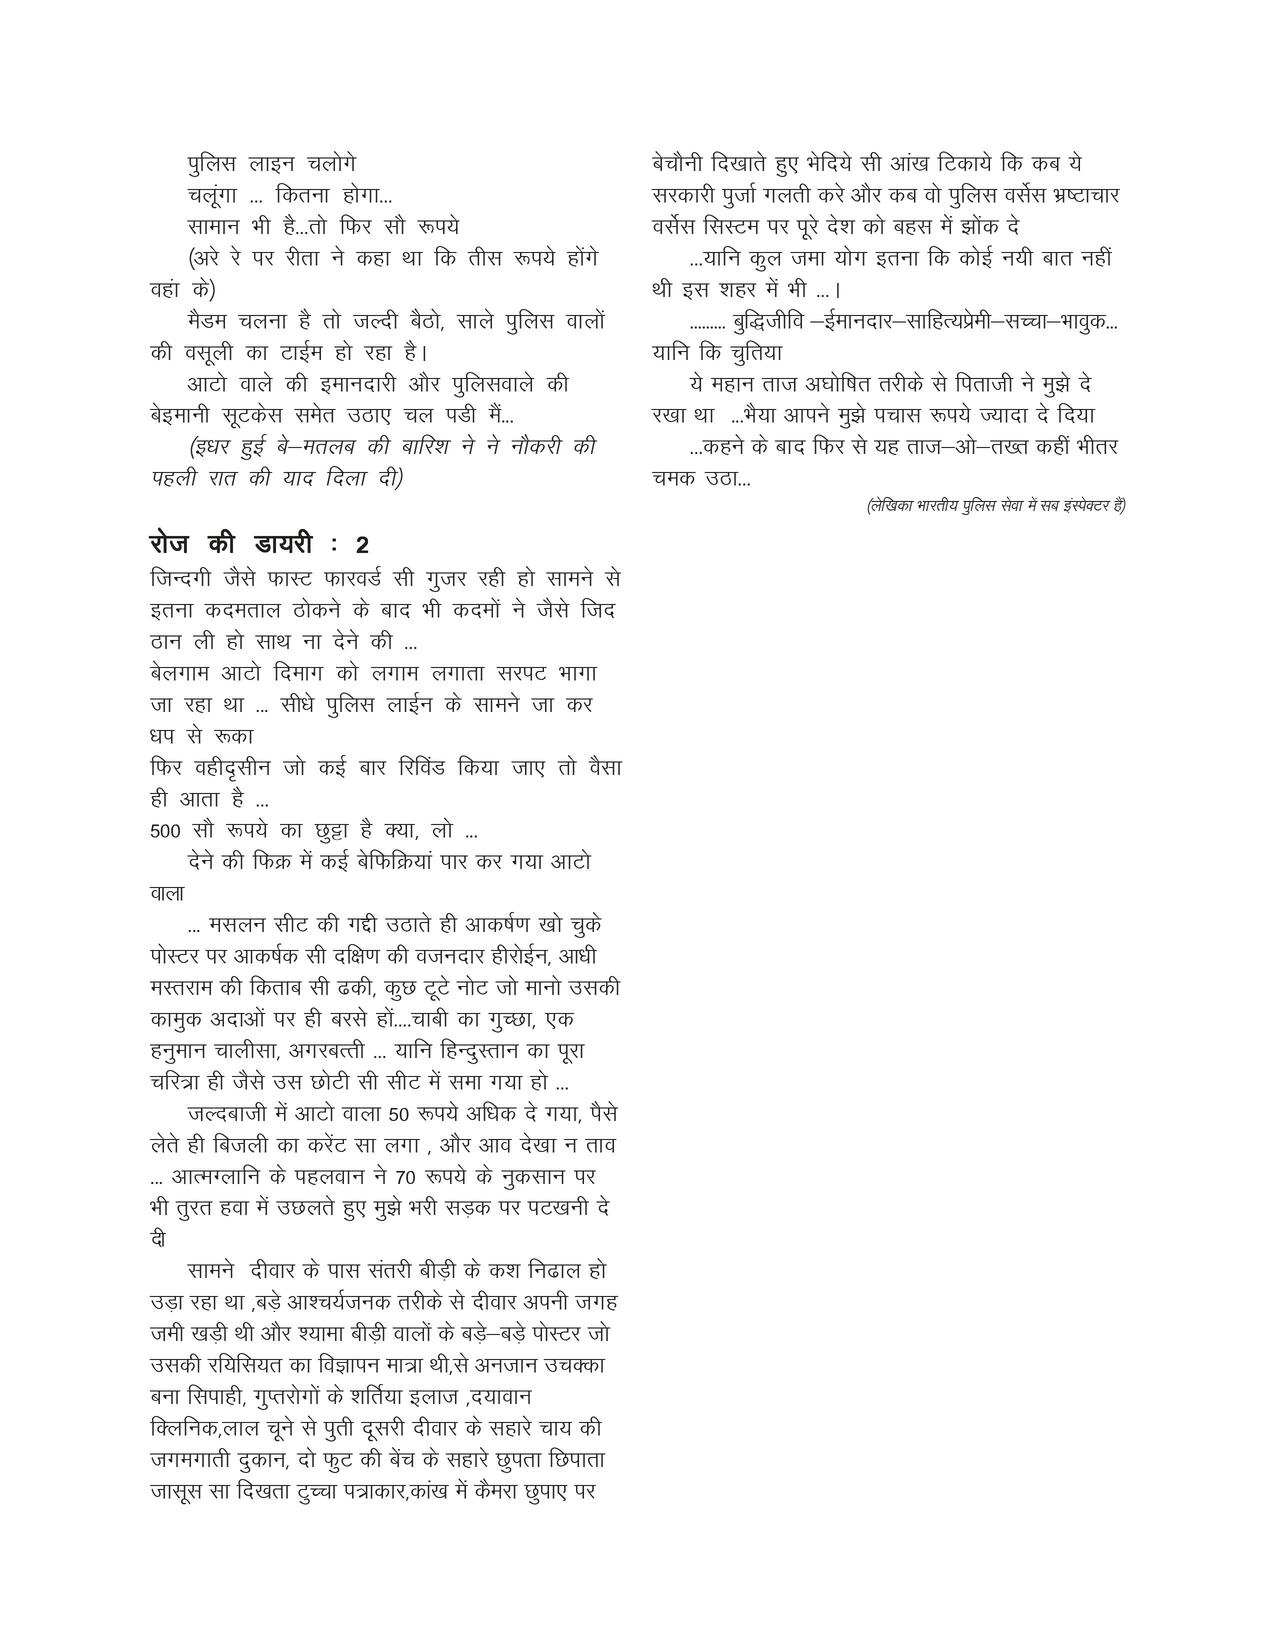 पुलिस लाइन चलोगे
चलूंगा ... कितना होगा...
सामान भी है...तो फिर सौ रूपये
(अरे रे पर रीता ने कहा था कि तीस रूपये होंगे
वहां के)
मैडम चलना है तो जल्दी बैठो, साले पुलिस वालों
की वसूली का टाईम हो रहा है।
आटो वाले की इमानदारी और पुलिसवाले की
बेइमानी सूटकेस समेत उठाए चल पडी मैं...
(इधर हुई बे–मतलब की बारिश ने ने नौकरी की
पहली रात की याद दिला दी)
रोज की डायरी : 2
जिन्दगी जैसे फास्ट फारवर्ड सी गुजर रही हो सामने से
इतना कदमताल ठोकने के बाद भी कदमों ने जैसे जिद
ठान ली हो साथ ना देने की ...
बेलगाम आटो दिमाग को लगाम लगाता सरपट भागा
जा रहा था ... सीधे पुलिस लाईन के सामने जा कर
धप से रूका
फिर वहीदृसीन जो कई बार रिविंड किया जाए तो वैसा
ही आता है ...
500 सौ रूपये का छुट्टा है क्या, लो ...
देने की फिक्र में कई बेफिक्रियां पार कर गया आटो
वाला
... मसलन सीट की गद्दी उठाते ही आकर्षण खो चुके
पोस्टर पर आकर्षक सी दक्षिण की वजनदार हीरोईन, आधी
मस्तराम की किताब सी ढकी, कुछ टूटे नोट जो मानो उसकी
कामुक अदाओं पर ही बरसे हों....चाबी का गुच्छा, एक
हनुमान चालीसा, अगरबत्ती ... यानि हिन्दुस्तान का पूरा
चरित्रा ही जैसे उस छोटी सी सीट में समा गया हो ...
जल्दबाजी में आटो वाला 50 रूपये अधिक दे गया, पैसे
लेते ही बिजली का करेंट सा लगा , और आव देखा न ताव
... आत्मग्लानि के पहलवान ने 70 रूपये के नुकसान पर
भी तुरत हवा में उछलते हुए मुझे भरी सड़क पर पटखनी दे
दी
सामने दीवार के पास संतरी बीड़ी के कश निढाल हो
उड़ा रहा था ,बड़े आश्चर्यजनक तरीके से दीवार अपनी जगह
जमी खड़ी थी और श्यामा बीड़ी वालों के बड़े–बड़े पोस्टर जो
उसकी रयिसियत का विज्ञापन मात्रा थी,से अनजान उचक्का
बना सिपाही, गुप्तरोगों के शर्तिया इलाज ,दयावान
क्लिनिक,लाल चूने से पुती दूसरी दीवार के सहारे चाय की
जगमगाती दुकान, दो फुट की बेंच के सहारे छुपता छिपाता
जासूस सा दिखता टुच्चा पत्राकार,कांख में कैमरा छुपाए पर
बेचौनी दिखाते हुए भेदिये सी आंख टिकाये कि कब ये
सरकारी पुर्जा गलती करे और कब वो पुलिस वर्सेस भ्रष्टाचार
वर्सेस सिस्टम पर पूरे देश को बहस में झोंक दे
...यानि कुल जमा योग इतना कि कोई नयी बात नहीं
थी इस शहर में भी ...।
......... बुद्धिजीवि –ईमानदार–साहित्यप्रेमी–सच्चा–भावुक...
यानि कि चुतिया
ये महान ताज अघोषित तरीके से पिताजी ने मुझे दे
रखा था ...भैया आपने मुझे पचास रूपये ज्यादा दे दिया
...कहने के बाद फिर से यह ताज–ओ–तख्त कहीं भीतर
चमक उठा...
(लेखिका भारतीय पुलिस सेवा में सब इंस्पेक्टर हैं)